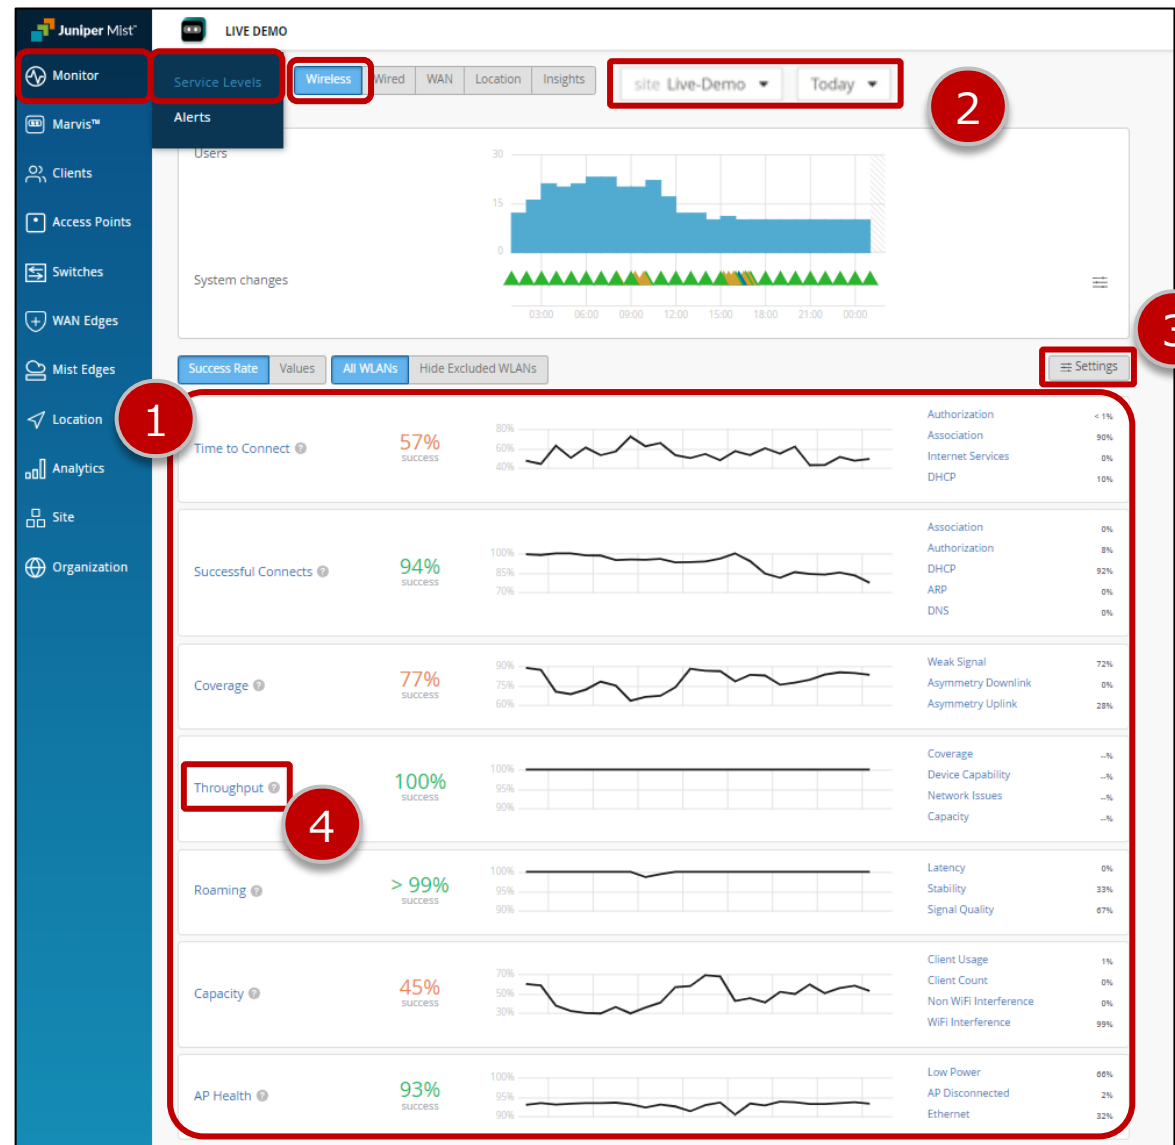 Juniper Mist™
LIVE DEMO
Monitor
Service Levels
Wireless
Wired
WAN
Location
Insights
site Live-Demo
Today
2
Marvis™
Alerts
Clients
Access Points
Switches
WAN Edges
Mist Edges
Location
Analytics
Site
Organization
Users
30
15
0
System changes
03:00 06:00 09:00 12:00 15:00 18:00 21:00 00:00
3
Success Rate
Values
All WLANs
Hide Excluded WLANs
Settings
1
Time to Connect
57%
success
80%
60%
40%
Authorization < 1%
Association 90%
Internet Services 0%
DHCP 10%
Successful Connects
94%
success
100%
85%
70%
Association 0%
Authorization 8%
DHCP 92%
ARP 0%
DNS 0%
Coverage
77%
success
90%
75%
60%
Weak Signal 72%
Asymmetry Downlink 0%
Asymmetry Uplink 28%
Throughput
4
100%
success
100%
95%
90%
Coverage --%
Device Capability --%
Network Issues --%
Capacity --%
Roaming
> 99%
success
100%
95%
90%
Latency 0%
Stability 33%
Signal Quality 67%
Capacity
45%
success
70%
50%
30%
Client Usage 1%
Client Count 0%
Non WiFi Interference 0%
WiFi Interference 99%
AP Health
93%
success
100%
95%
90%
Low Power 66%
AP Disconnected 2%
Ethernet 32%